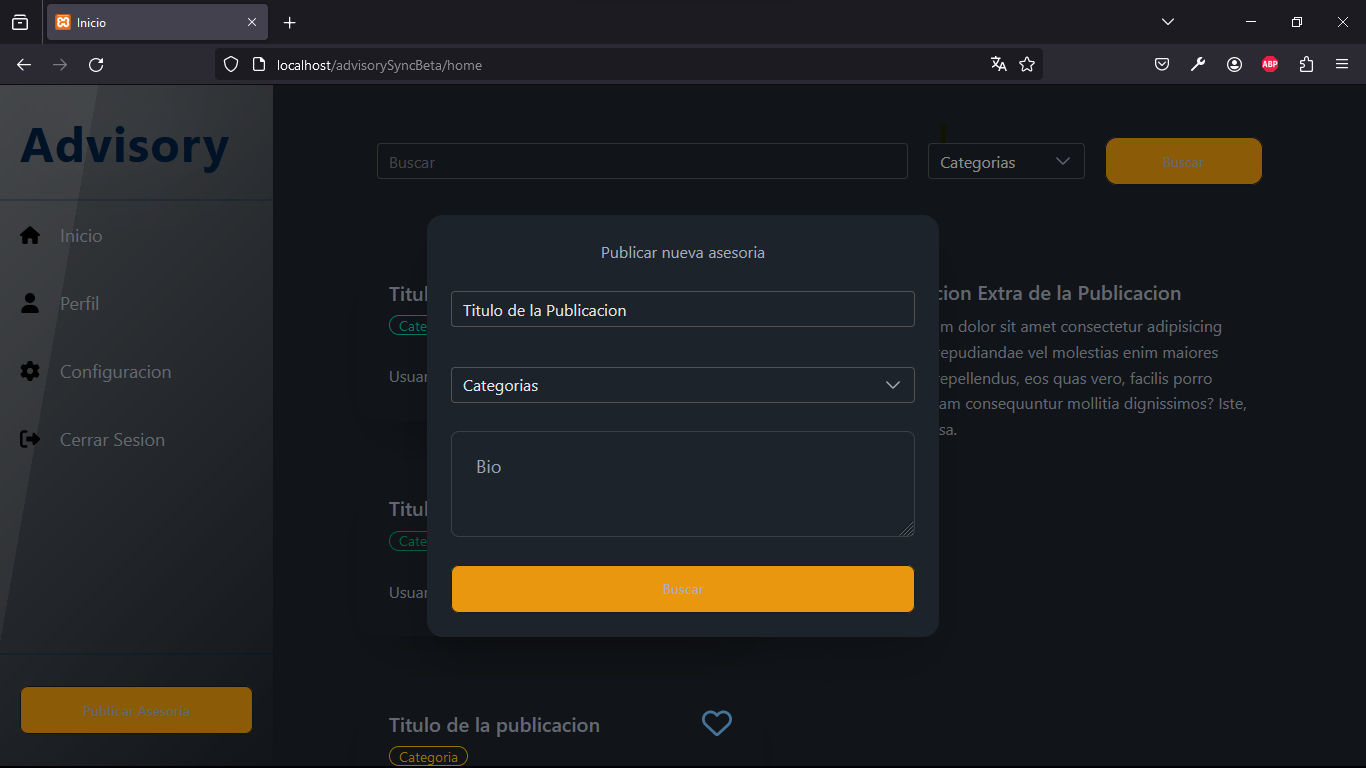 Inicio
localhost/advisorySyncBeta/home
ABP
Advisory
Inicio
Perfil
Configuracion
Cerrar Sesion
Publicar Asesoria
Buscar
Categorias
Buscar
Publicar nueva asesoria
Titulo de la Publicacion
Categorias
Bio
Buscar
Titul
Cate
Usuar
Titul
Cate
Usuar
Titulo de la publicacion
Categoria
cion Extra de la Publicacion
m dolor sit amet consectetur adipisicing
repudiandae vel molestias enim maiores
repellendus, eos quas vero, facilis porro
am consequuntur mollitia dignissimos? Iste,
sa.